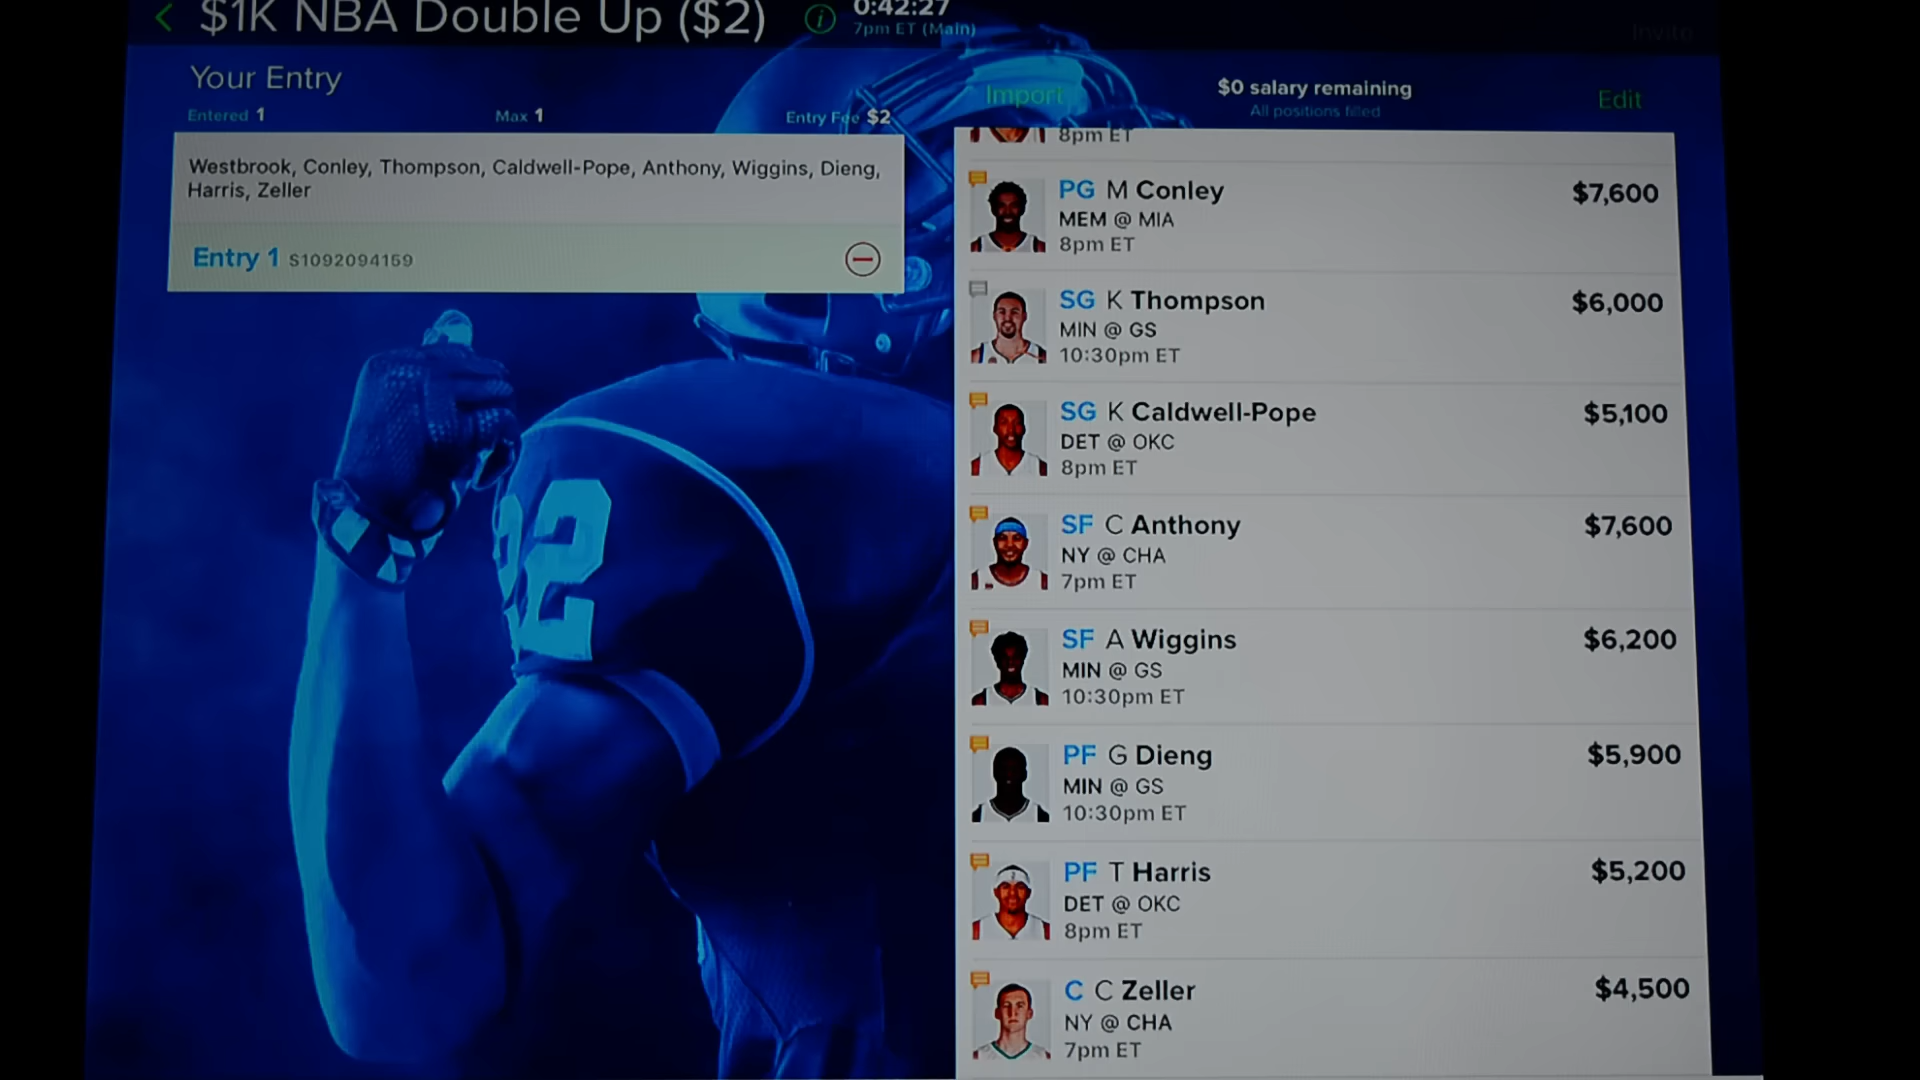 $1K NBA Double Up ($2)
0:42:27
7pm ET (Main)
Invite
Your Entry
Entered 1
Max 1
Entry Fee $2
Westbrook, Conley, Thompson, Caldwell-Pope, Anthony, Wiggins, Dieng,
Harris, Zeller
Entry 1 S1092094159
22
Import
$0 salary remaining
All positions filled
Edit
8pm ET
PG M Conley
$7,600
MEM @ MIA
8pm ET
SG K Thompson
$6,000
MIN @ GS
10:30pm ET
SG K Caldwell-Pope
$5,100
DET @ OKC
8pm ET
SF C Anthony
$7,600
NY @ CHA
7pm ET
SF A Wiggins
$6,200
MIN @ GS
10:30pm ET
PF G Dieng
$5,900
MIN @ GS
10:30pm ET
PF T Harris
$5,200
DET @ OKC
8pm ET
C C Zeller
$4,500
NY @ CHA
7pm ET